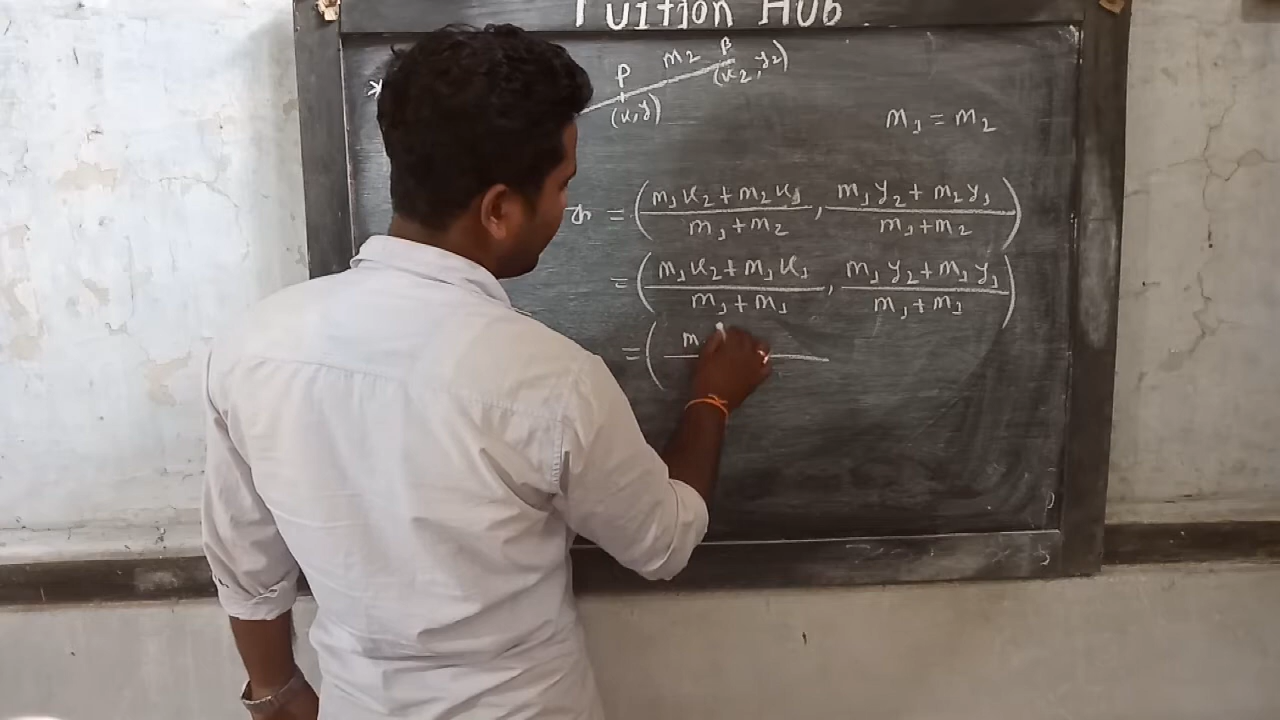 Tuition Hub
*
P m₂ B
(x,y) (x₂,y₂)
m₁ = m₂
= (m₁x₂+m₂x₁/m₁+m₂, m₁y₂+m₂y₁/m₁+m₂)
= (m₁x₂+m₁x₁/m₁+m₁, m₁y₂+m₁y₁/m₁+m₁)
= ( m